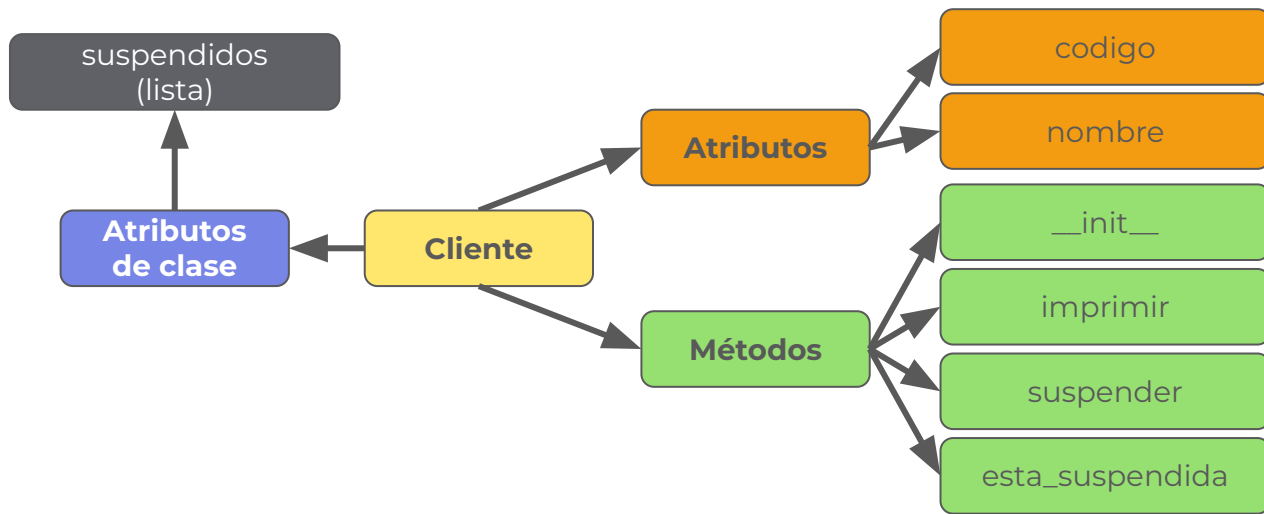 suspendidos
(lista)
Atributos
de clase
Cliente
Atributos
codigo
nombre
Métodos
__init__
imprimir
suspender
esta_suspendida